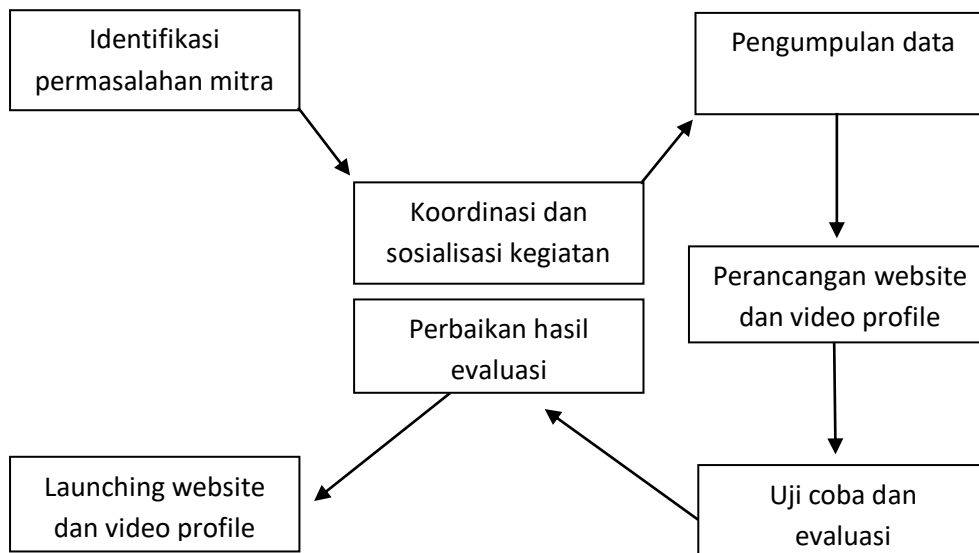 Identifikasi
permasalahan mitra
Koordinasi dan
sosialisasi kegiatan
Pengumpulan data
Perancangan website
dan video profile
Uji coba dan
evaluasi
Perbaikan hasil
evaluasi
Launching website
dan video profile